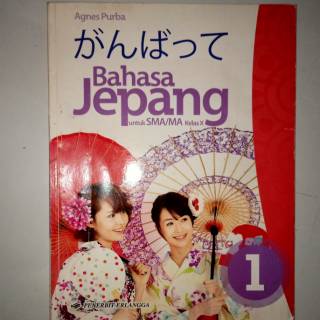 Agnes Purba
がんばって
Bahasa
Jepang
untuk SMA/MA Kelas X
1
PENERBIT ERLANGGA